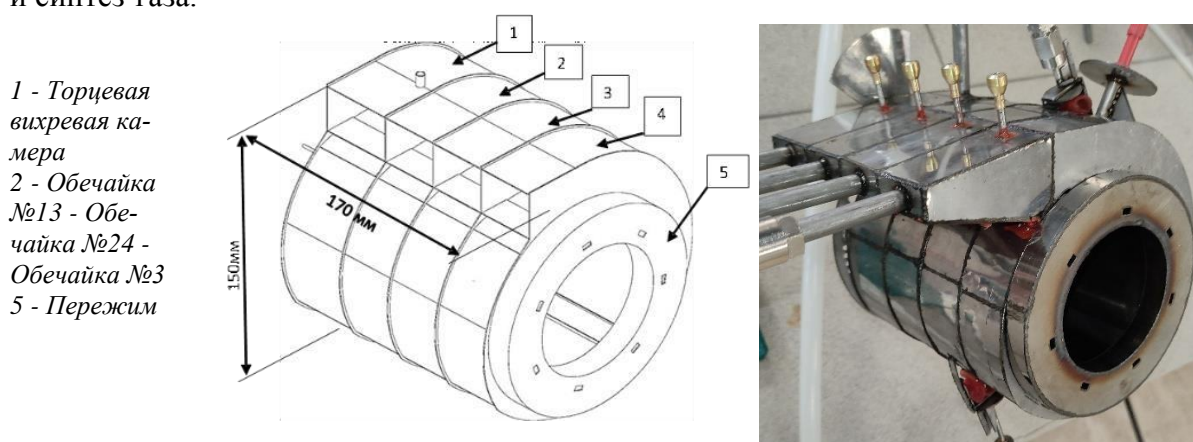 и синтез газа.
1 - Торцевая
вихревая ка-
мера
2 - Обечайка
№13 - Обе-
чайка №24 -
Обечайка №3
5 - Пережим
1
2
3
4
5
170 мм
150мм